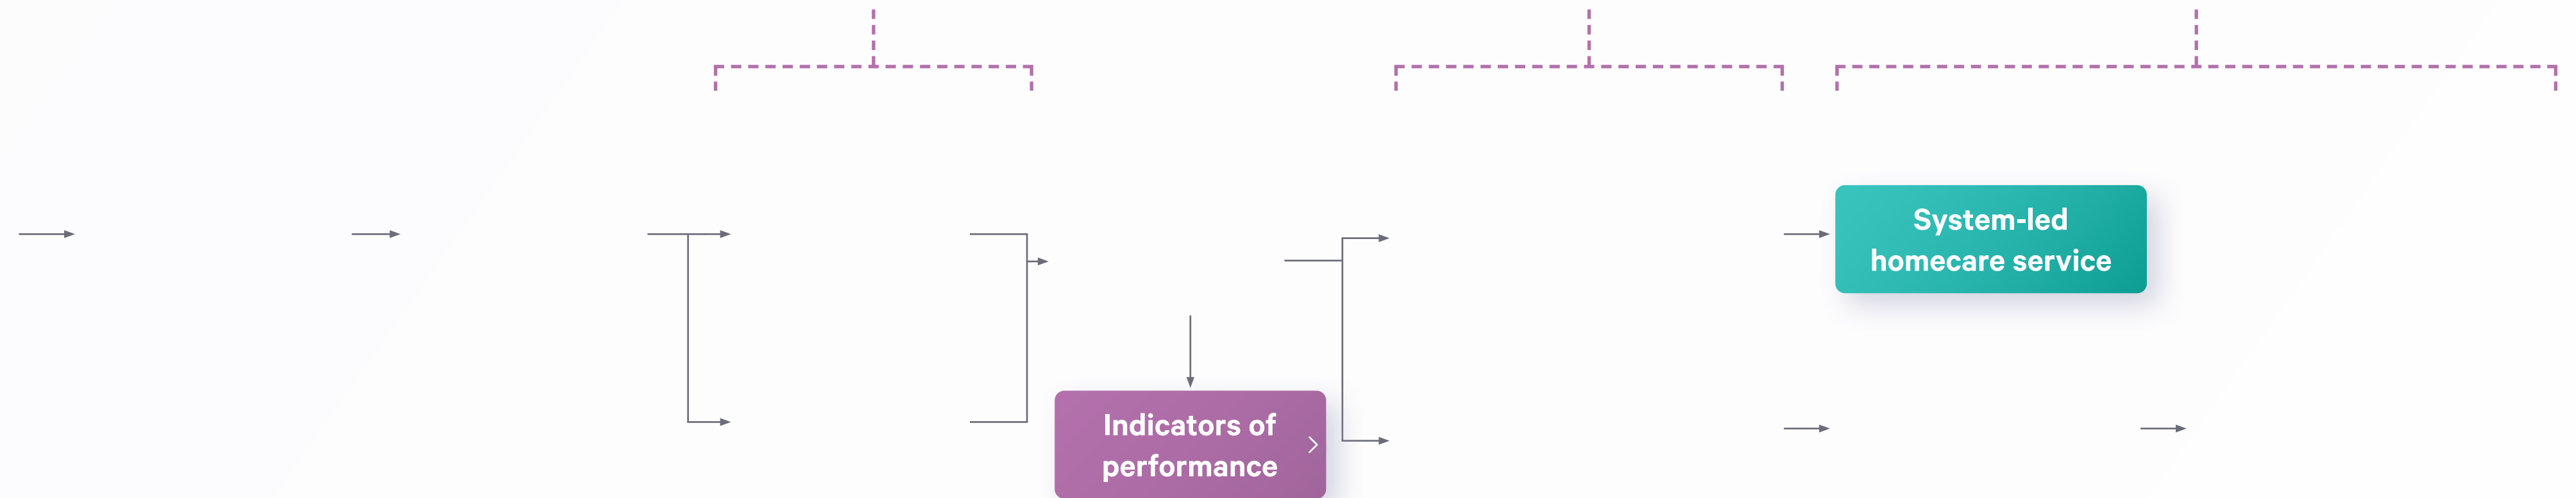 System-led
homecare service
Indicators of
performance